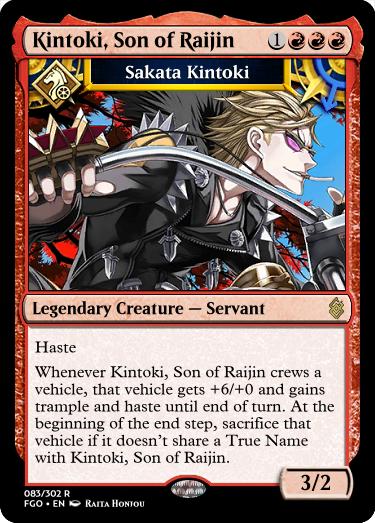 Kintoki, Son of Raijin 1
Sakata Kintoki
Legendary Creature — Servant
Haste
Whenever Kintoki, Son of Raijin crews a
vehicle, that vehicle gets +6/+0 and gains
trample and haste until end of turn. At the
beginning of the end step, sacrifice that
vehicle if it doesn't share a True Name
with Kintoki, Son of Raijin.
083/302 R
FGO • EN Raita Honjou
3/2